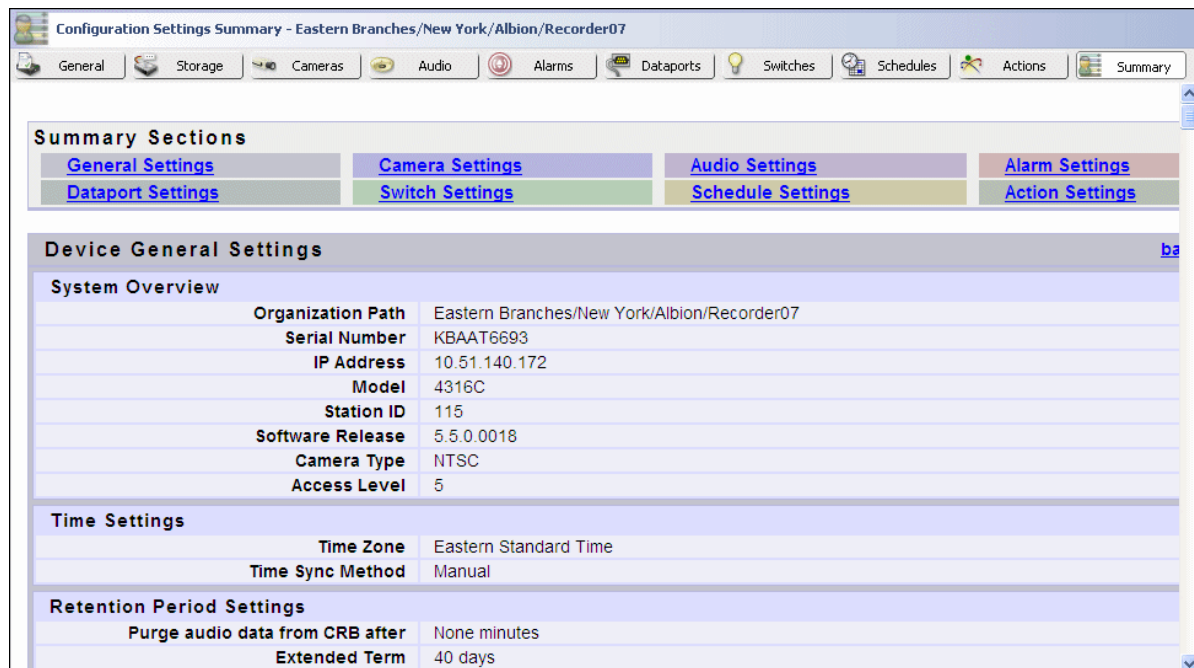 Configuration Settings Summary - Eastern Branches/New York/Albion/Recorder07
General Storage Cameras Audio Alarms Dataports Switches Schedules Actions Summary
Summary Sections
General Settings Camera Settings Audio Settings Alarm Settings
Dataport Settings Switch Settings Schedule Settings Action Settings
Device General Settings ba
System Overview
Organization Path Eastern Branches/New York/Albion/Recorder07
Serial Number KBAAT6693
IP Address 10.51.140.172
Model 4316C
Station ID 115
Software Release 5.5.0.0018
Camera Type NTSC
Access Level 5
Time Settings
Time Zone Eastern Standard Time
Time Sync Method Manual
Retention Period Settings
Purge audio data from CRB after None minutes
Extended Term 40 days